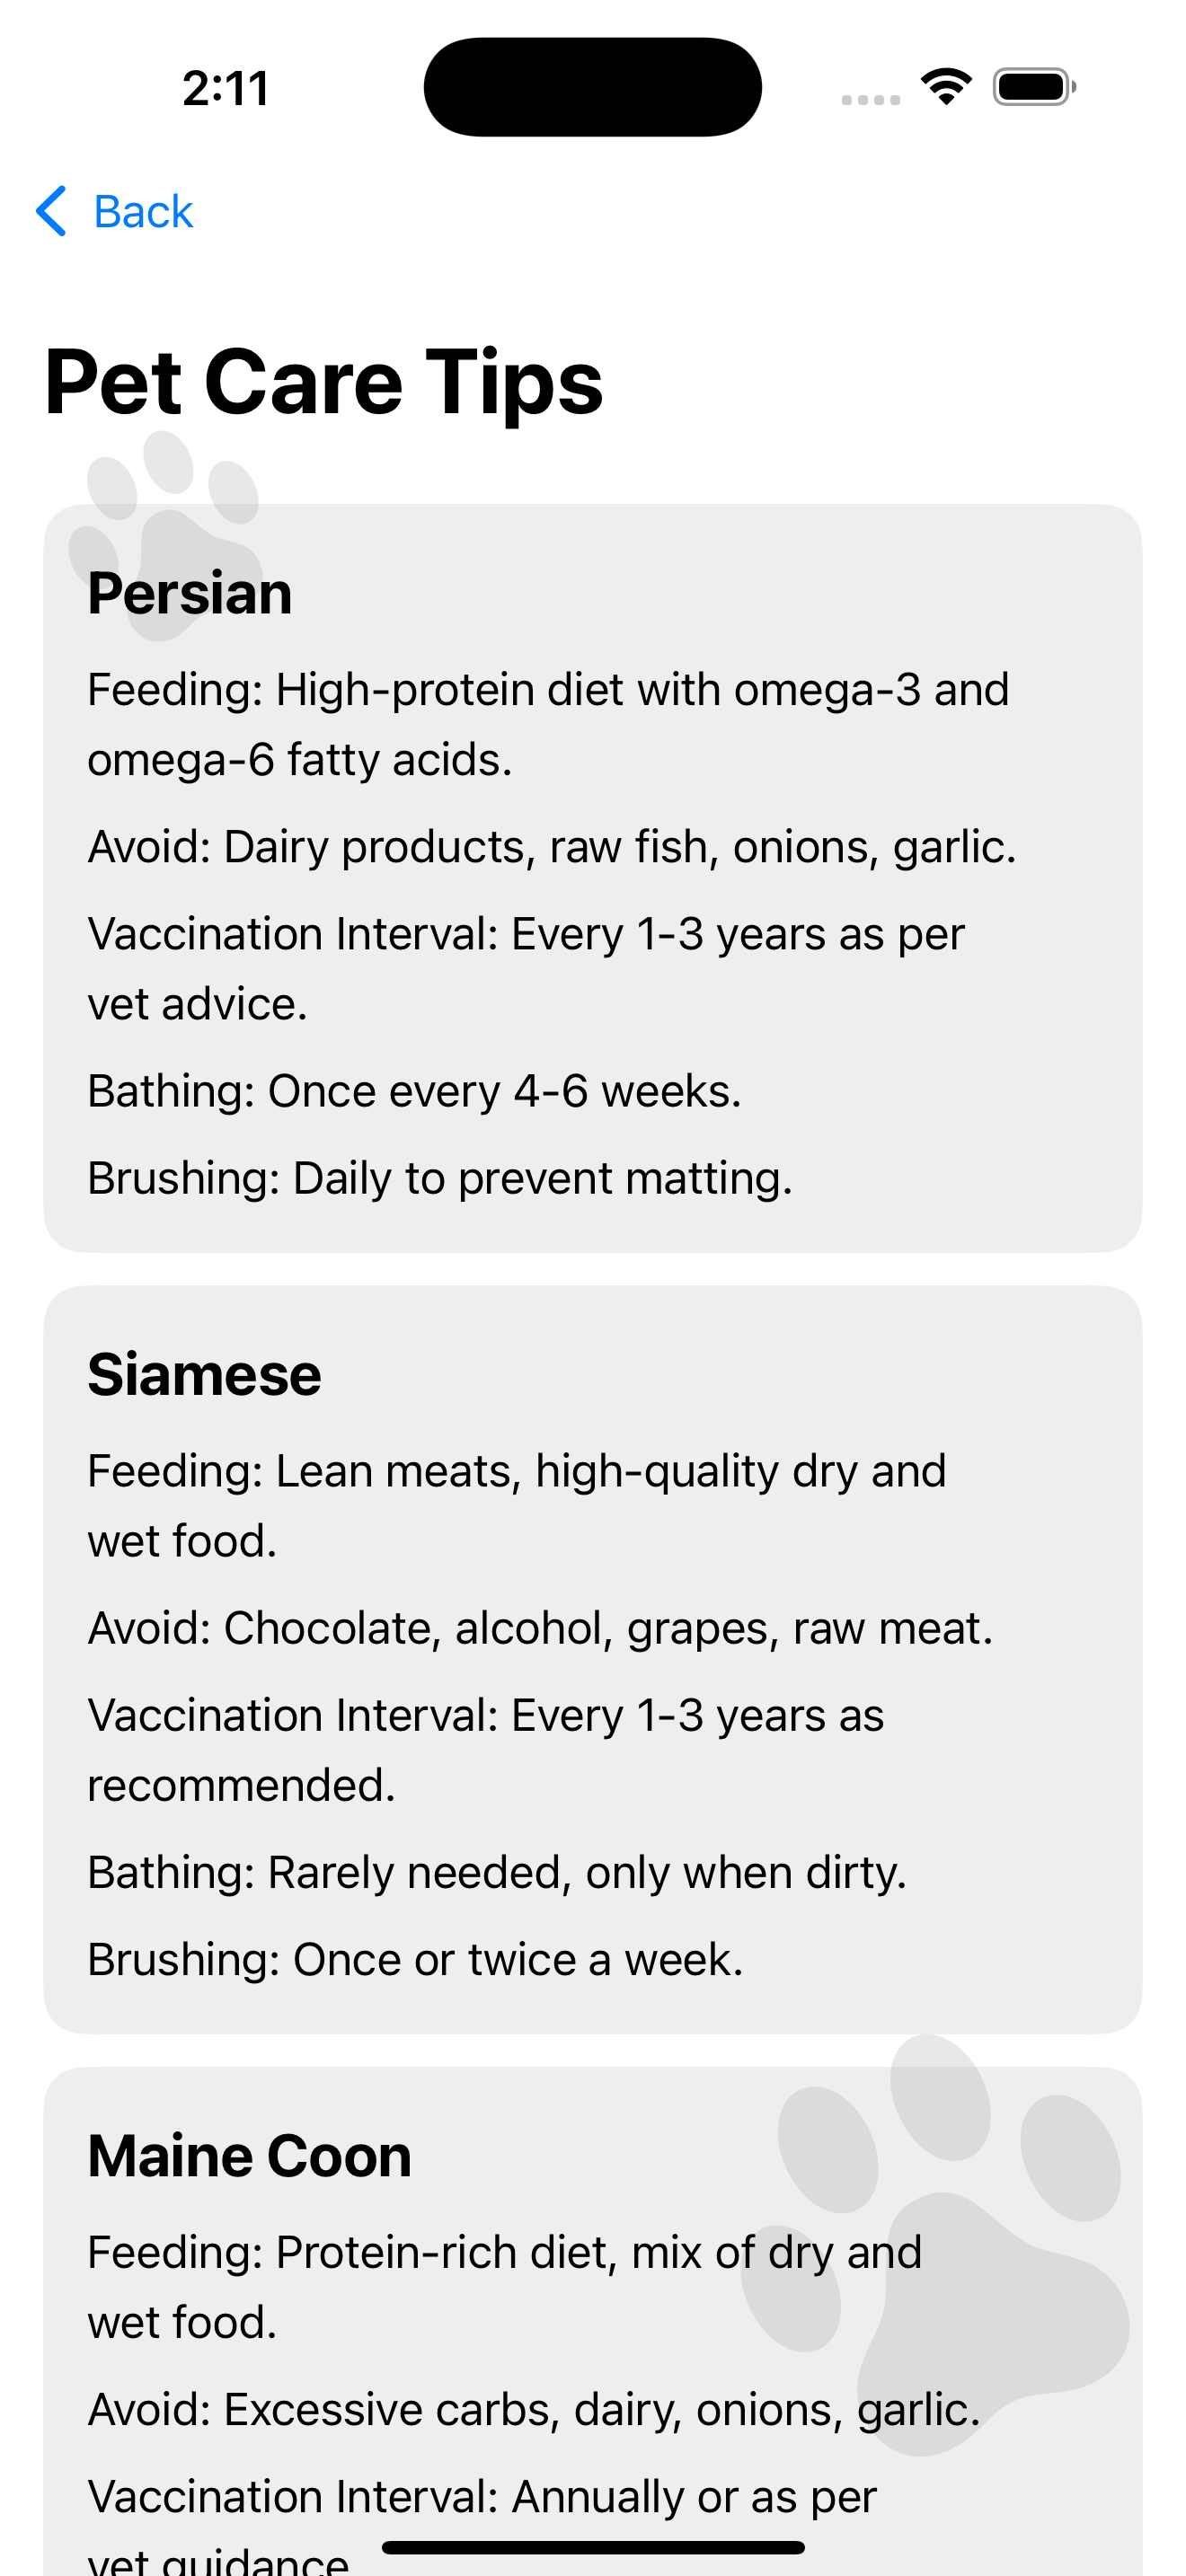 2:11
Back
Pet Care Tips
Persian
Feeding: High-protein diet with omega-3 and
omega-6 fatty acids.
Avoid: Dairy products, raw fish, onions, garlic.
Vaccination Interval: Every 1-3 years as per
vet advice.
Bathing: Once every 4-6 weeks.
Brushing: Daily to prevent matting.
Siamese
Feeding: Lean meats, high-quality dry and
wet food.
Avoid: Chocolate, alcohol, grapes, raw meat.
Vaccination Interval: Every 1-3 years as
recommended.
Bathing: Rarely needed, only when dirty.
Brushing: Once or twice a week.
Maine Coon
Feeding: Protein-rich diet, mix of dry and
wet food.
Avoid: Excessive carbs, dairy, onions, garlic.
Vaccination Interval: Annually or as per
vet guidance